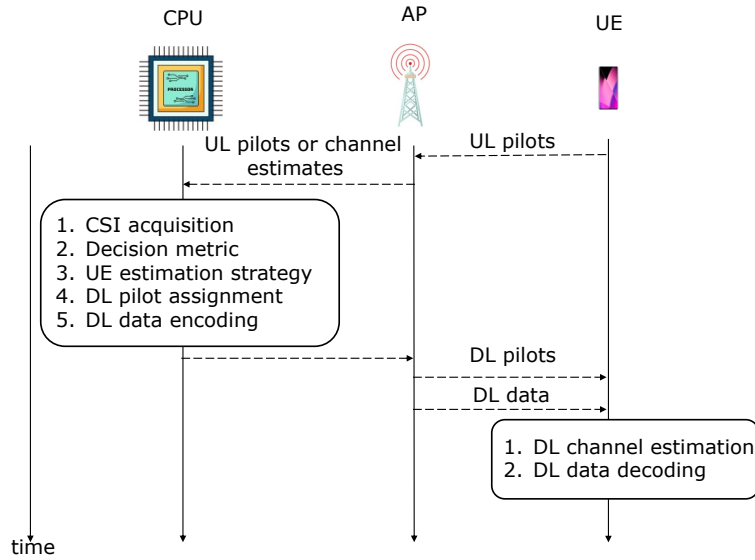 CPU
AP
UE
PROCESSOR
UL pilots or channel
estimates
UL pilots
1. CSI acquisition
2. Decision metric
3. UE estimation strategy
4. DL pilot assignment
5. DL data encoding
DL pilots
DL data
1. DL channel estimation
2. DL data decoding
time